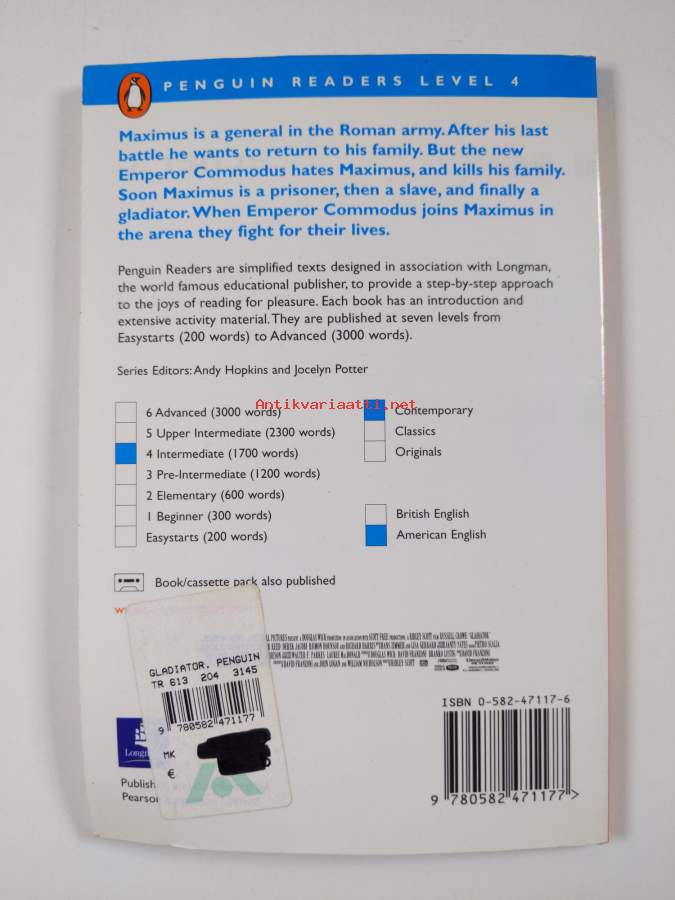 PENGUIN READERS LEVEL 4
Maximus is a general in the Roman army. After his last
battle he wants to return to his family. But the new
Emperor Commodus hates Maximus, and kills his family.
Soon Maximus is a prisoner, then a slave, and finally a
gladiator. When Emperor Commodus joins Maximus in
the arena they fight for their lives.
Penguin Readers are simplified texts designed in association with Longman,
the world famous educational publisher, to provide a step-by-step approach
to the joys of reading for pleasure. Each book has an introduction and
extensive activity material. They are published at seven levels from
Easystarts (200 words) to Advanced (3000 words).
Series Editors: Andy Hopkins and Jocelyn Potter
Antikvariaatti.net
6 Advanced (3000 words)
5 Upper Intermediate (2300 words)
4 Intermediate (1700 words)
3 Pre-Intermediate (1200 words)
2 Elementary (600 words)
1 Beginner (300 words)
Easystarts (200 words)
Contemporary
Classics
Originals
British English
American English
Book/cassette pack also published
GLADIATOR. PENGUIN
TR 613 204 3145
9 780582 471177
MK
€
ISBN 0-582-47117-6
9 780582 471177 >
Publish
Pearso